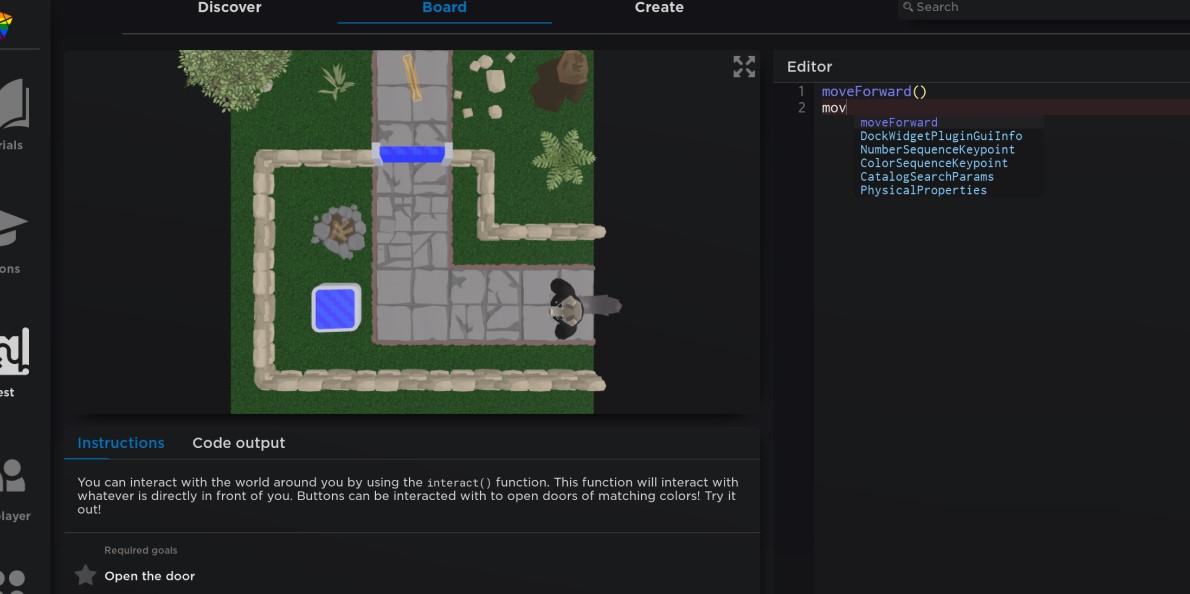 Discover
Board
Create
Search
Editor
1 moveForward()
2 mov
moveForward
DockWidgetPluginGuiInfo
NumberSequenceKeypoint
ColorSequenceKeypoint
CatalogSearchParams
PhysicalProperties
rials
ons
est
layer
Instructions
Code output
You can interact with the world around you by using the interact() function. This function will interact with
whatever is directly in front of you. Buttons can be interacted with to open doors of matching colors! Try it
out!
Required goals
Open the door